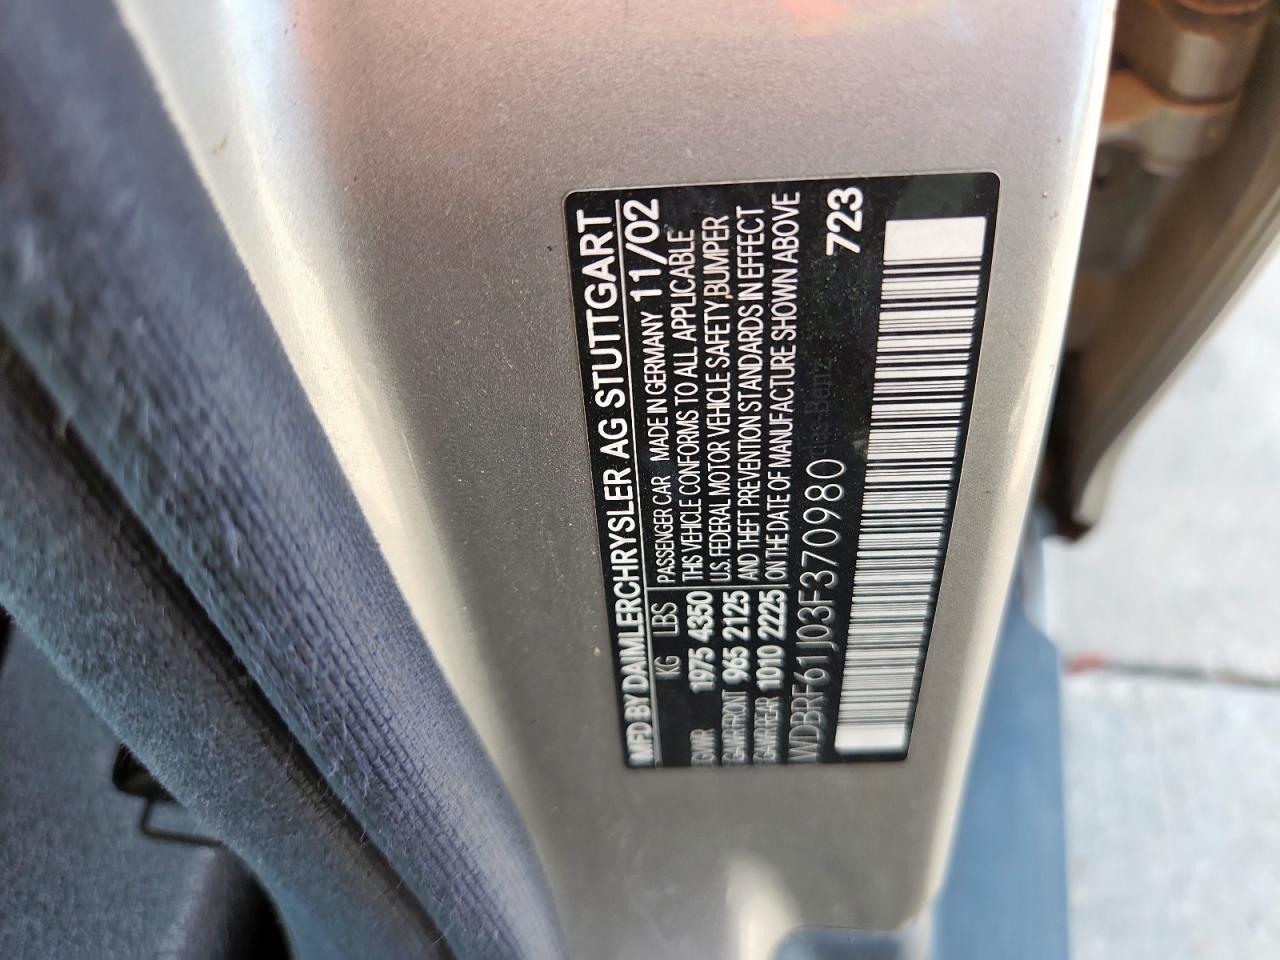 MFD BY DAIMLERCHRYSLER AG STUTTGART
KG LBS PASSENGER CAR MADE IN GERMANY 11/02
GVWR 1975 4350 THIS VEHICLE CONFORMS TO ALL APPLICABLE
GAWR FRONT 965 2125 U.S. FEDERAL MOTOR VEHICLE SAFETY,BUMPER
GAWR REAR 1010 2225 AND THEFT PREVENTION STANDARDS IN EFFECT
ON THE DATE OF MANUFACTURE SHOWN ABOVE
WDBRF61J03F370980 723